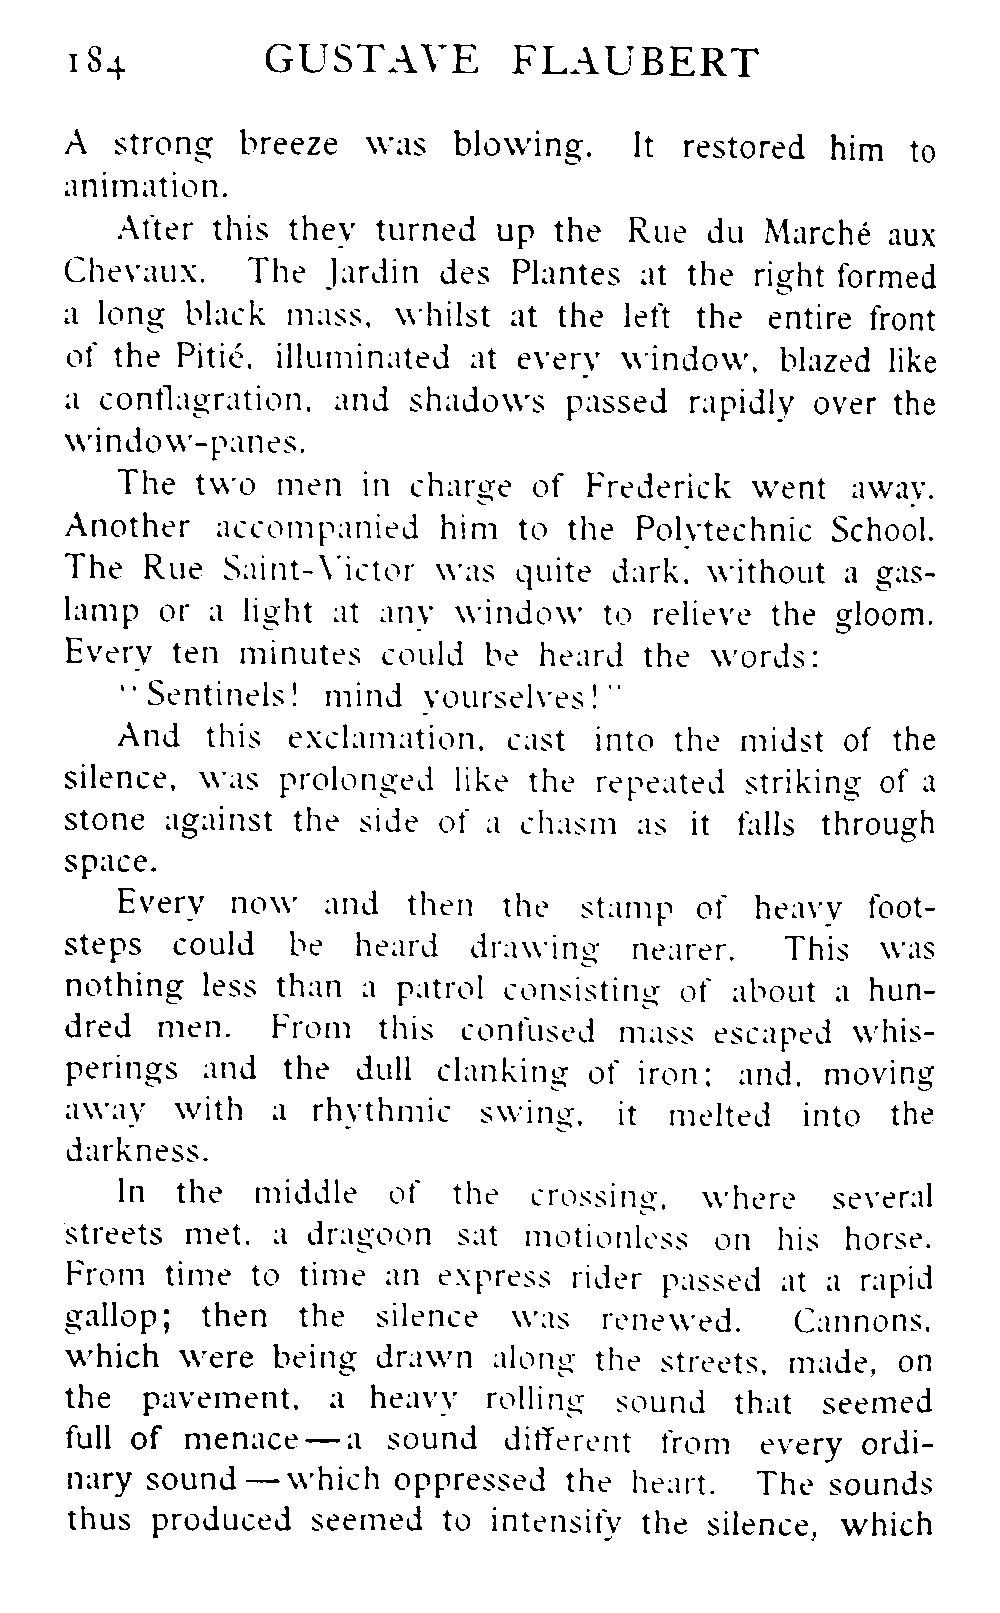 184 GUSTAVE FLAUBERT
A strong breeze was blowing. It restored him to
animation.
After this they turned up the Rue du Marché aux
Chevaux. The Jardin des Plantes at the right formed
a long black mass, whilst at the left the entire front
of the Pitié, illuminated at every window, blazed like
a conflagration, and shadows passed rapidly over the
window-panes.
The two men in charge of Frederick went away.
Another accompanied him to the Polytechnic School.
The Rue Saint-Victor was quite dark, without a gas-
lamp or a light at any window to relieve the gloom.
Every ten minutes could be heard the words:
"Sentinels! mind yourselves!"
And this exclamation, cast into the midst of the
silence, was prolonged like the repeated striking of a
stone against the side of a chasm as it falls through
space.
Every now and then the stamp of heavy foot-
steps could be heard drawing nearer. This was
nothing less than a patrol consisting of about a hun-
dred men. From this confused mass escaped whis-
perings and the dull clanking of iron; and, moving
away with a rhythmic swing, it melted into the
darkness.
In the middle of the crossing, where several
streets met, a dragoon sat motionless on his horse.
From time to time an express rider passed at a rapid
gallop; then the silence was renewed. Cannons,
which were being drawn along the streets, made, on
the pavement, a heavy rolling sound that seemed
full of menace—a sound different from every ordi-
nary sound—which oppressed the heart. The sounds
thus produced seemed to intensify the silence, which